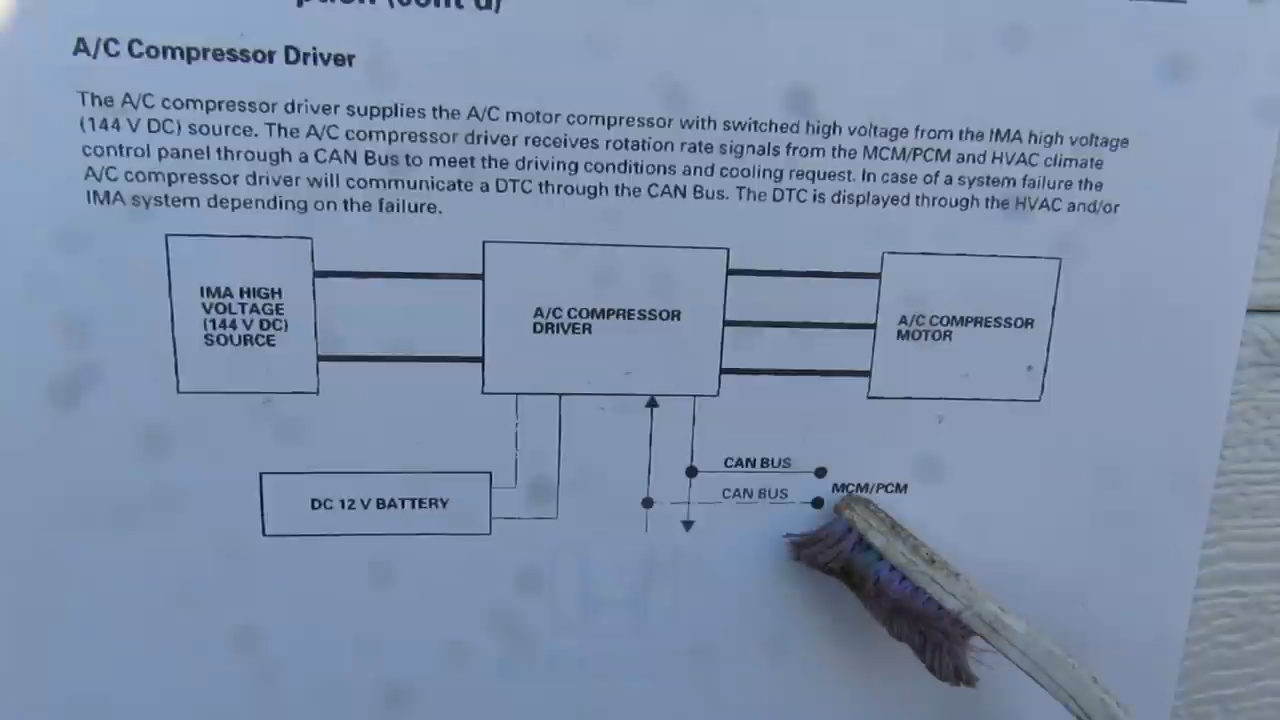 (cont'd)
A/C Compressor Driver
The A/C compressor driver supplies the A/C motor compressor with switched high voltage from the IMA high voltage
(144 V DC) source. The A/C compressor driver receives rotation rate signals from the MCM/PCM and HVAC climate
control panel through a CAN Bus to meet the driving conditions and cooling request. In case of a system failure the
A/C compressor driver will communicate a DTC through the CAN Bus. The DTC is displayed through the HVAC and/or
IMA system depending on the failure.
IMA HIGH
VOLTAGE
(144 V DC)
SOURCE
A/C COMPRESSOR
DRIVER
A/C COMPRESSOR
MOTOR
DC 12 V BATTERY
CAN BUS
CAN BUS
MCM/PCM